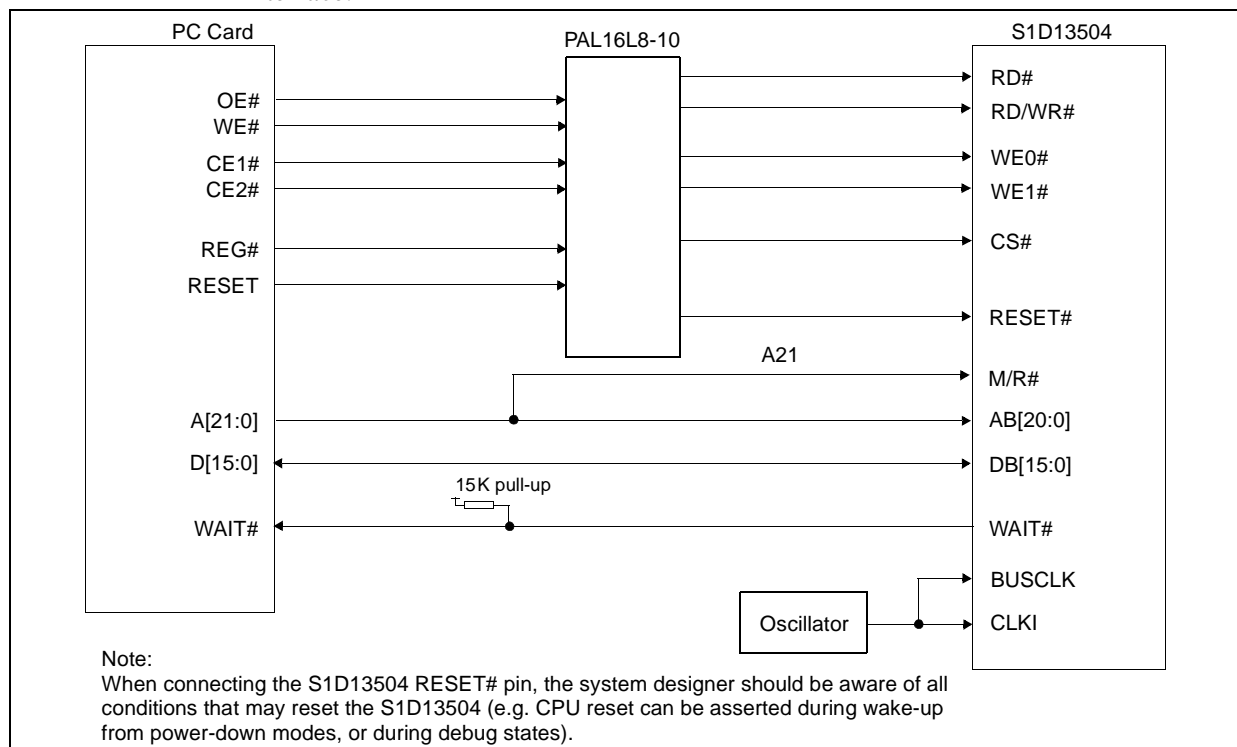 PC Card
PAL16L8-10
S1D13504
OE#
WE#
CE1#
CE2#
REG#
RESET
A[21:0]
D[15:0]
WAIT#
RD#
RD/WR#
WE0#
WE1#
CS#
RESET#
A21
M/R#
AB[20:0]
DB[15:0]
15K pull-up
WAIT#
BUSCLK
Oscillator
CLKI
Note:
When connecting the S1D13504 RESET# pin, the system designer should be aware of all
conditions that may reset the S1D13504 (e.g. CPU reset can be asserted during wake-up
from power-down modes, or during debug states).